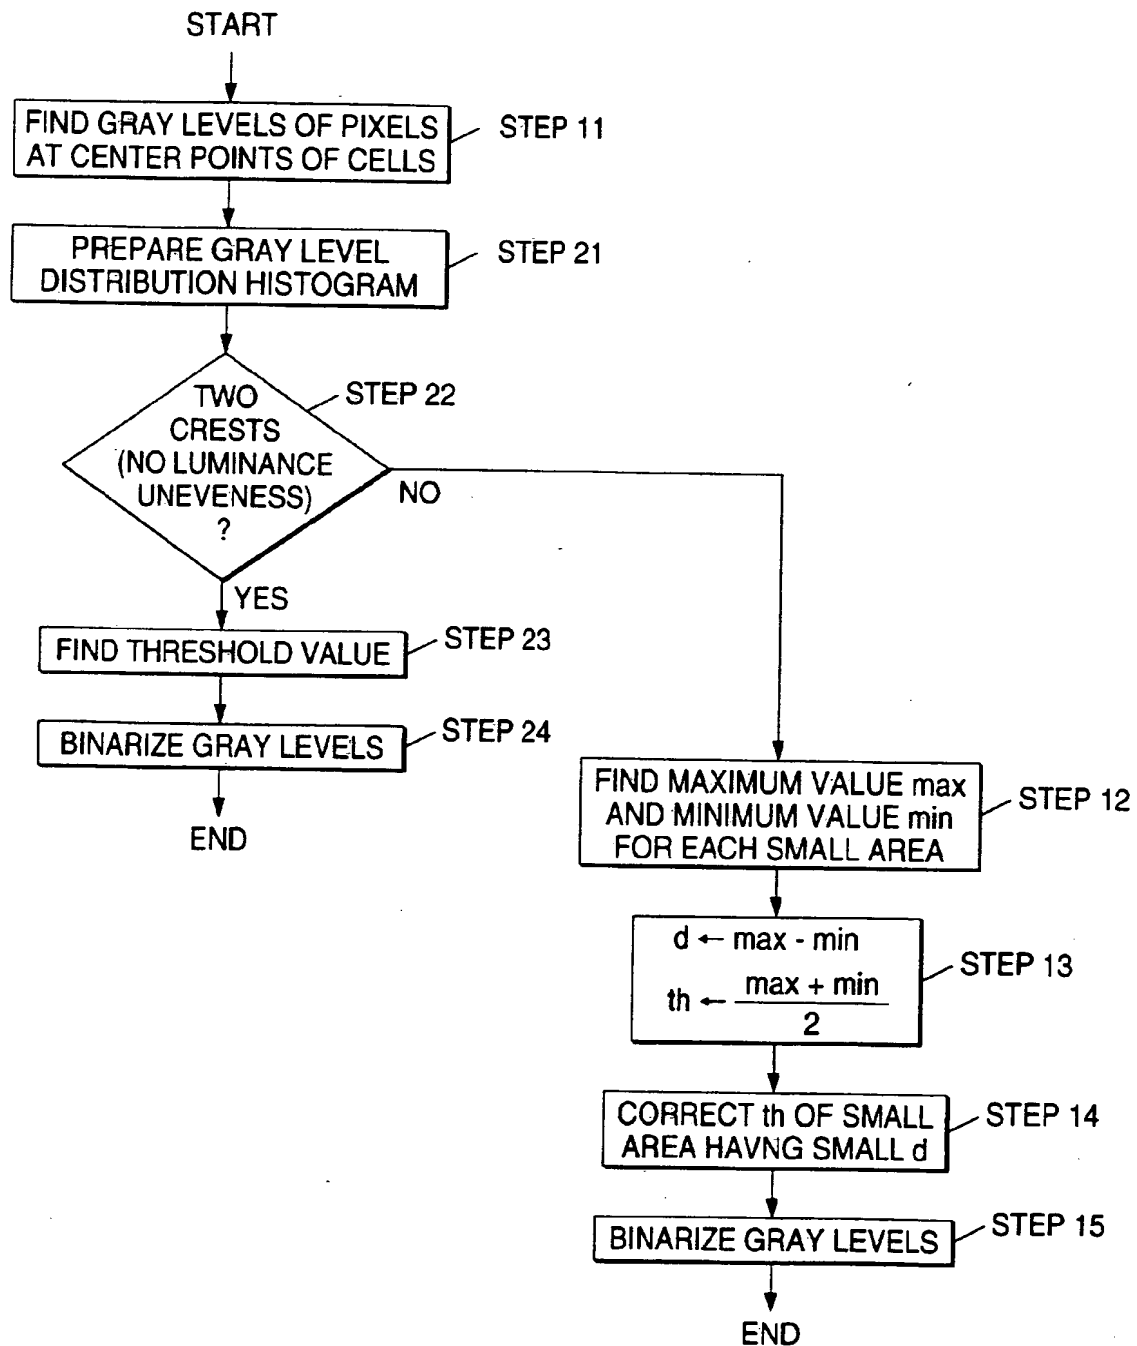 START
FIND GRAY LEVELS OF PIXELS
AT CENTER POINTS OF CELLS
STEP 11
PREPARE GRAY LEVEL
DISTRIBUTION HISTOGRAM
STEP 21
TWO
CRESTS
(NO LUMINANCE
UNEVENESS)
?
STEP 22
NO
YES
FIND THRESHOLD VALUE
STEP 23
BINARIZE GRAY LEVELS
STEP 24
END
FIND MAXIMUM VALUE max
AND MINIMUM VALUE min
FOR EACH SMALL AREA
STEP 12
d ← max - min
th ← max + min / 2
STEP 13
CORRECT th OF SMALL
AREA HAVNG SMALL d
STEP 14
BINARIZE GRAY LEVELS
STEP 15
END